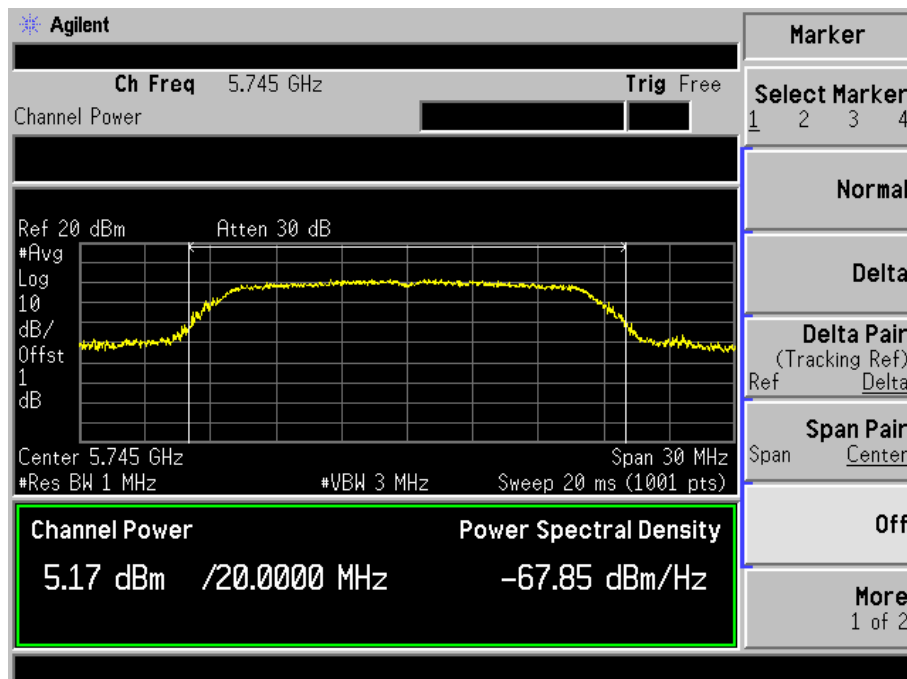 Agilent
Ch Freq 5.745 GHz Trig Free
Channel Power
Ref 20 dBm Atten 30 dB
#Avg
Log
10
dB/
Offst
1
dB
Center 5.745 GHz Span 30 MHz
#Res BW 1 MHz #VBW 3 MHz Sweep 20 ms (1001 pts)
Channel Power Power Spectral Density
5.17 dBm /20.0000 MHz -67.85 dBm/Hz
Marker
Select Marker
1 2 3 4
Normal
Delta
Delta Pair
(Tracking Ref)
Ref Delta
Span Pair
Span Center
Off
More
1 of 2